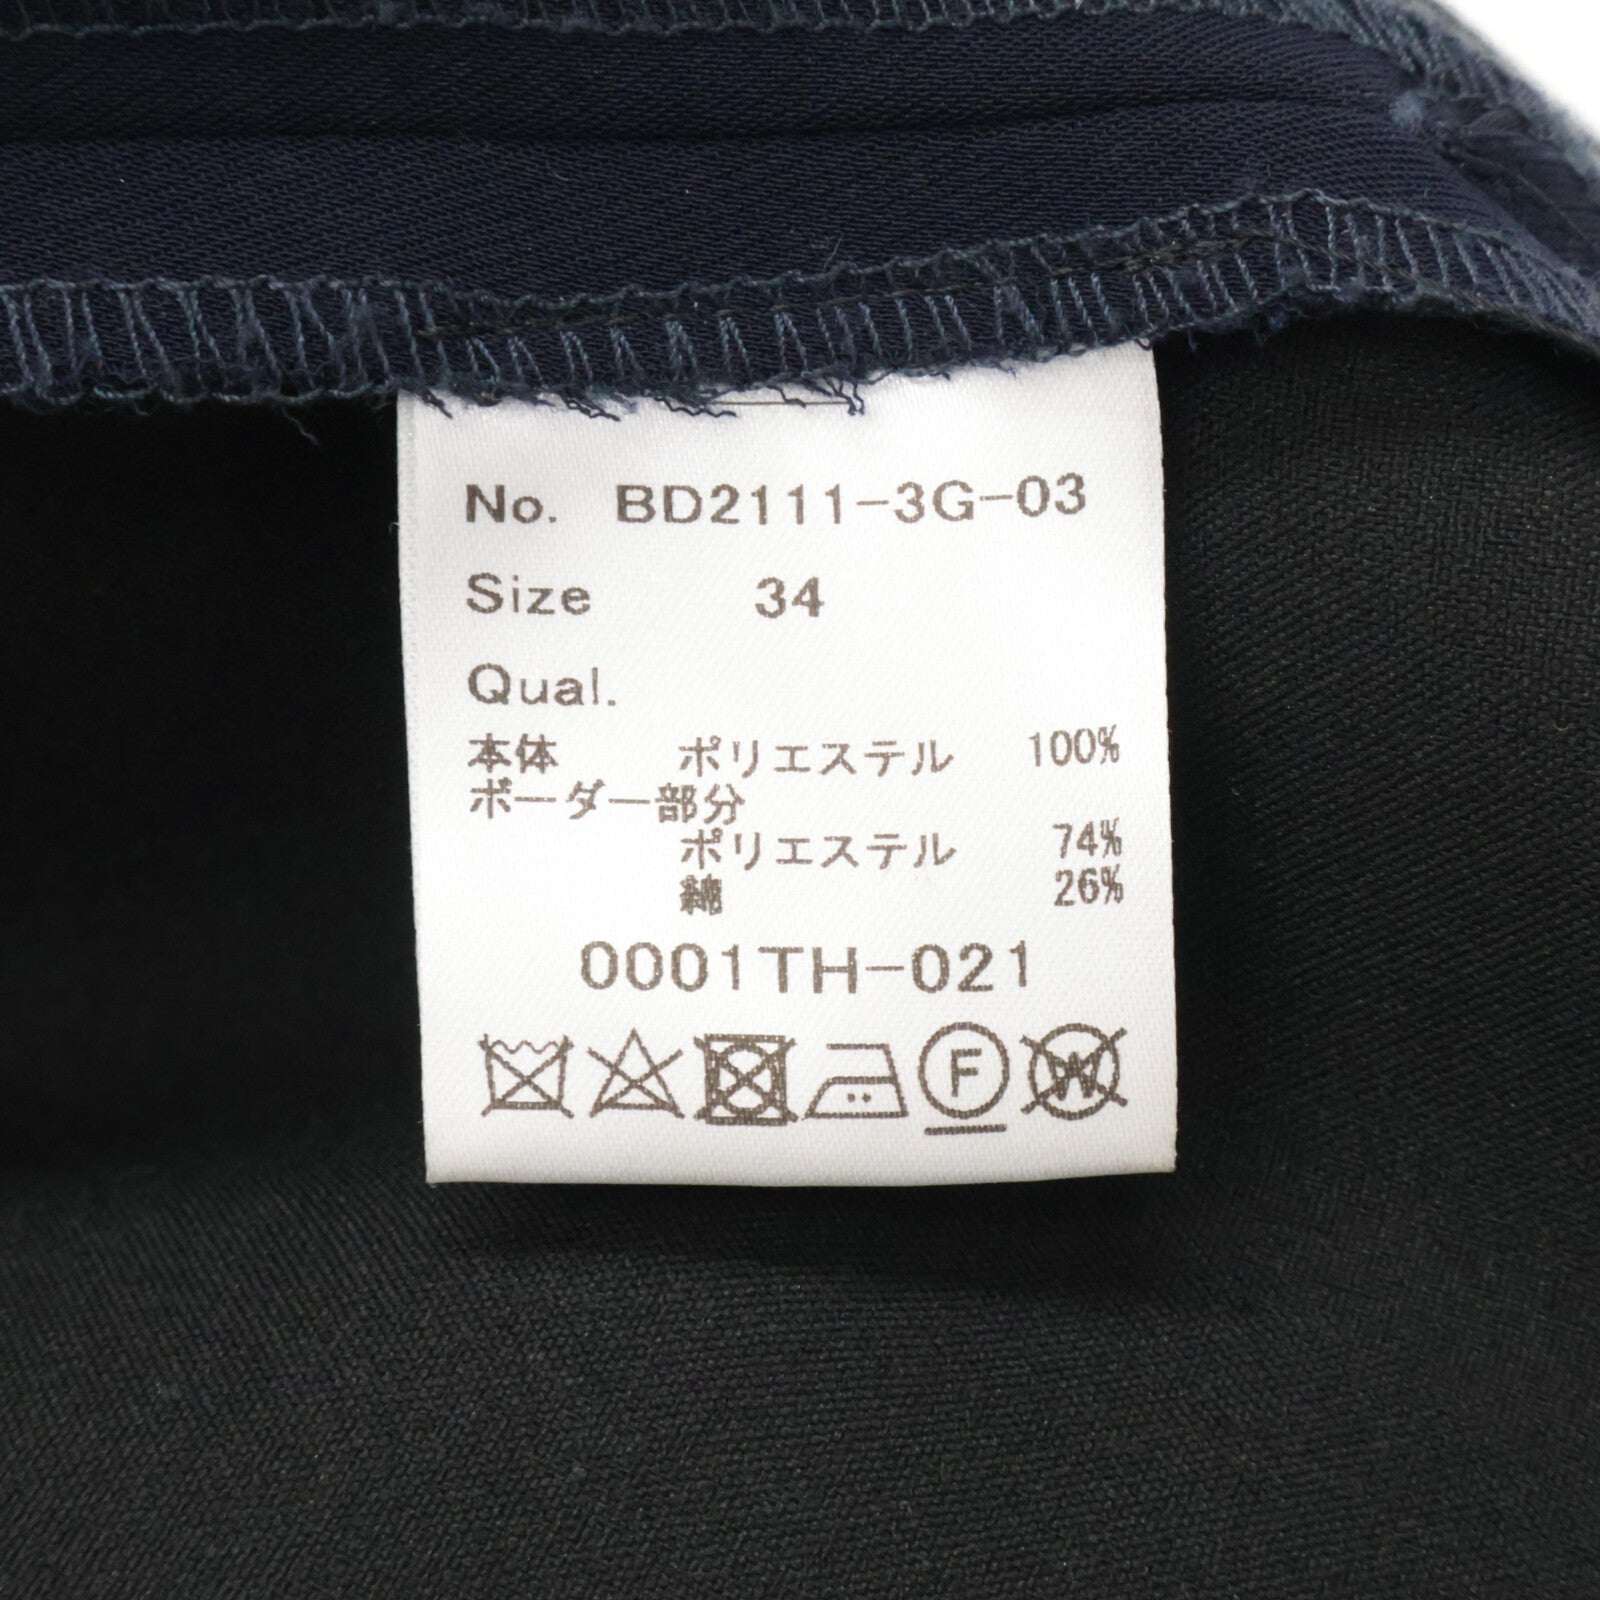 No. BD2111-3G-03
Size 34
Qual.
本体 ポリエステル 100%
ボーダー部分
ポリエステル 74%
綿 26%
0001TH-021
F
W